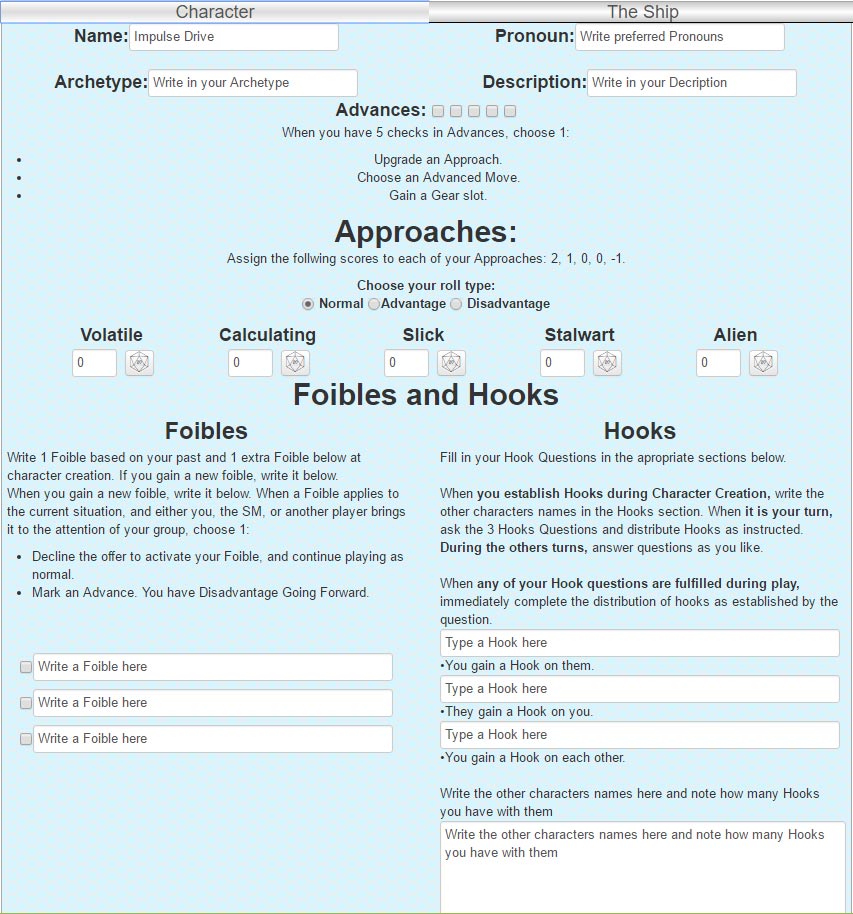 Character
The Ship
Name: Impulse Drive
Pronoun: Write preferred Pronouns
Archetype: Write in your Archetype
Description: Write in your Decription
Advances:
When you have 5 checks in Advances, choose 1:
• Upgrade an Approach.
• Choose an Advanced Move.
• Gain a Gear slot.
Approaches:
Assign the follwing scores to each of your Approaches: 2, 1, 0, 0, -1.
Choose your roll type:
Normal Advantage Disadvantage
Volatile Calculating Slick Stalwart Alien
0 0 0 0 0
Foibles and Hooks
Foibles
Write 1 Foible based on your past and 1 extra Foible below at
character creation. If you gain a new foible, write it below.
When you gain a new foible, write it below. When a Foible applies to
the current situation, and either you, the SM, or another player brings
it to the attention of your group, choose 1:
• Decline the offer to activate your Foible, and continue playing as
normal.
• Mark an Advance. You have Disadvantage Going Forward.
Write a Foible here
Write a Foible here
Write a Foible here
Hooks
Fill in your Hook Questions in the apropriate sections below.
When you establish Hooks during Character Creation, write the
other characters names in the Hooks section. When it is your turn,
ask the 3 Hooks Questions and distribute Hooks as instructed.
During the others turns, answer questions as you like.
When any of your Hook questions are fulfilled during play,
immediately complete the distribution of hooks as established by the
question.
Type a Hook here
•You gain a Hook on them.
Type a Hook here
•They gain a Hook on you.
Type a Hook here
•You gain a Hook on each other.
Write the other characters names here and note how many Hooks
you have with them
Write the other characters names here and note how many Hooks
you have with them